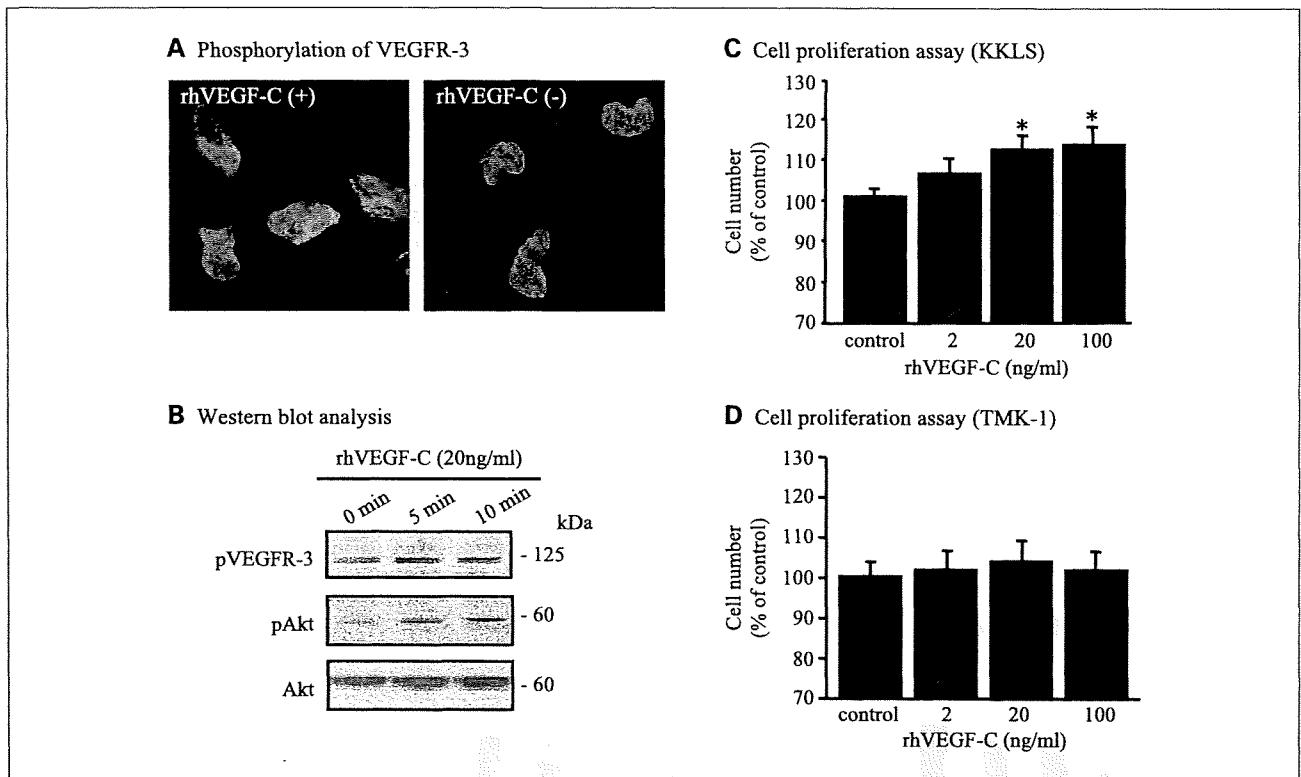 A Phosphorylation of VEGFR-3
rhVEGF-C (+)
rhVEGF-C (-)
B Western blot analysis
rhVEGF-C (20ng/ml)
0 min 5 min 10 min
kDa
pVEGFR-3 - 125
pAkt - 60
Akt - 60
C Cell proliferation assay (KKLS)
Cell number
(% of control)
130
120
110
100
90
80
70
* *
control 2 20 100
rhVEGF-C (ng/ml)
D Cell proliferation assay (TMK-1)
Cell number
(% of control)
130
120
110
100
90
80
70
control 2 20 100
rhVEGF-C (ng/ml)